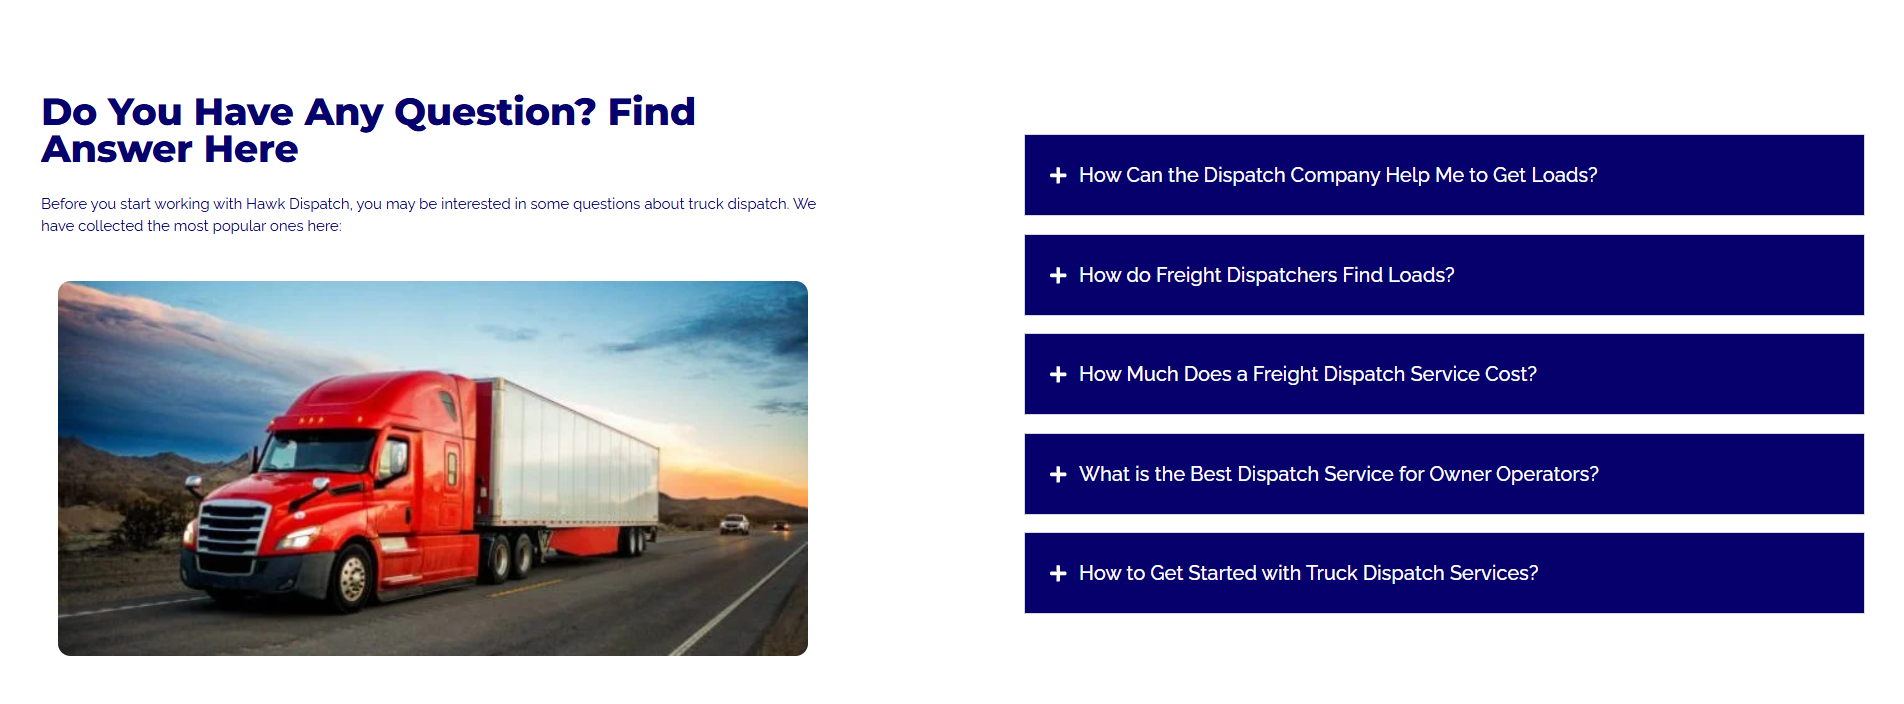 Do You Have Any Question? Find
Answer Here
Before you start working with Hawk Dispatch, you may be interested in some questions about truck dispatch. We
have collected the most popular ones here:
How Can the Dispatch Company Help Me to Get Loads?
How do Freight Dispatchers Find Loads?
How Much Does a Freight Dispatch Service Cost?
What is the Best Dispatch Service for Owner Operators?
How to Get Started with Truck Dispatch Services?